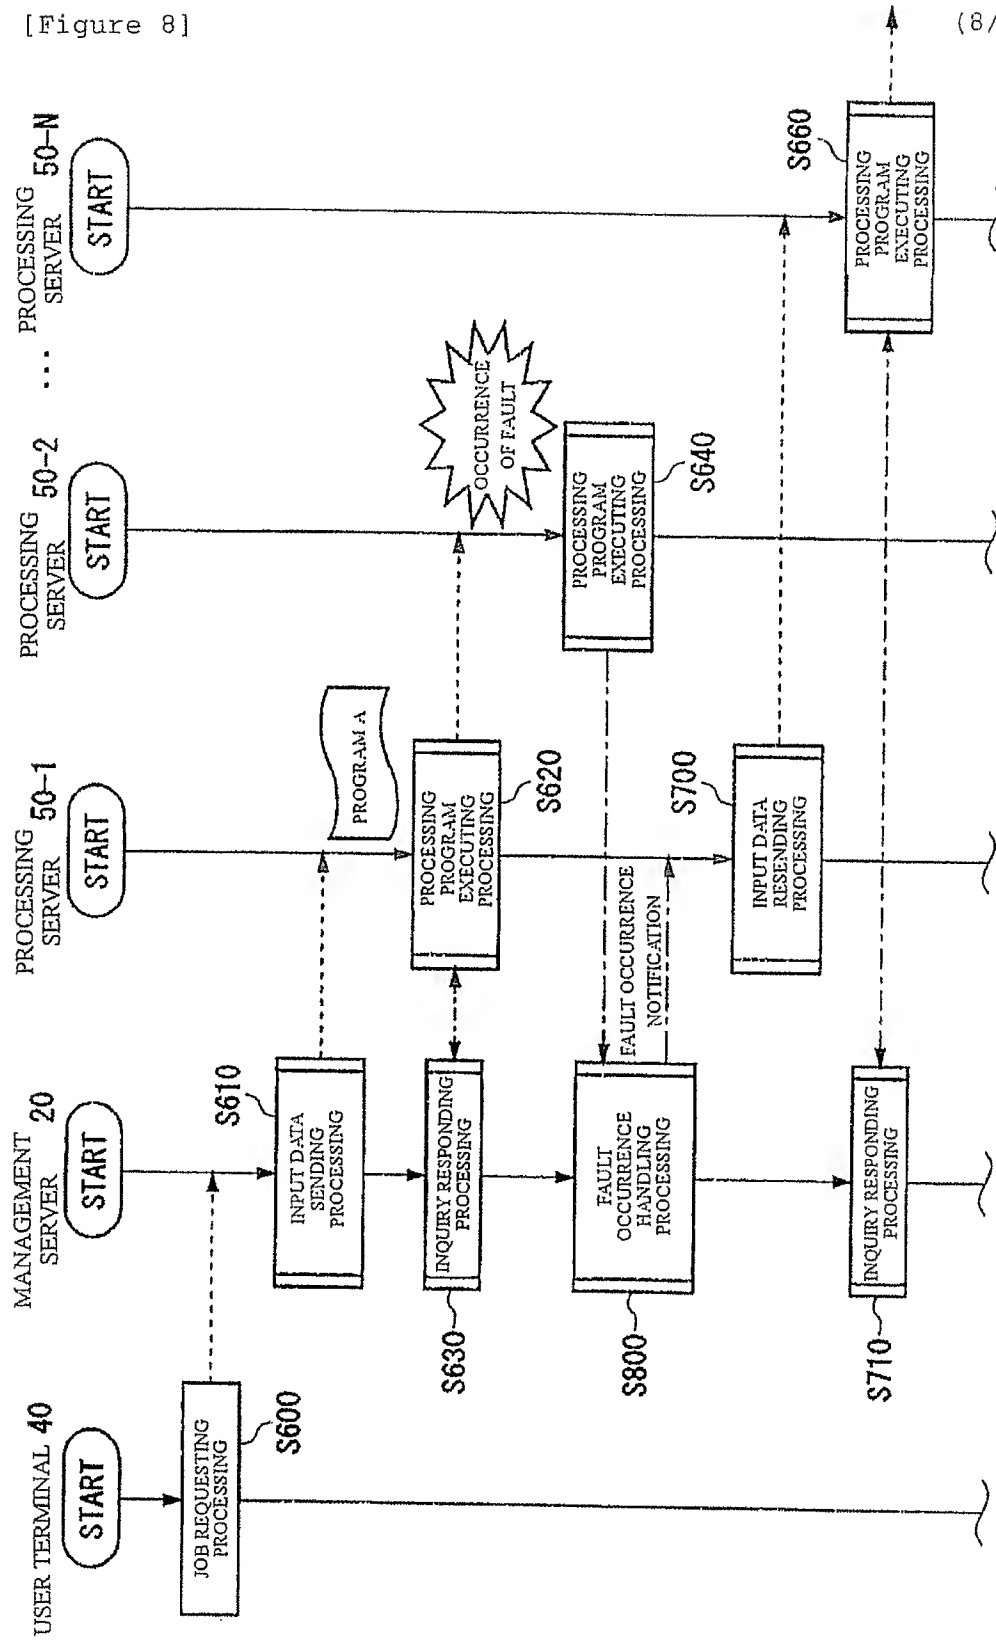 [Figure 8]
(8/
USER TERMINAL 40
START
JOB REQUESTING
PROCESSING
S600
MANAGEMENT
SERVER 20
START
S610
INPUT DATA
SENDING
PROCESSING
INQUIRY RESPONDING
PROCESSING
S630
FAULT
OCCURRENCE
HANDLING
PROCESSING
S800
INQUIRY RESPONDING
PROCESSING
S710
PROCESSING
SERVER 50-1
START
PROGRAM A
PROCESSING
PROGRAM
EXECUTING
PROCESSING
S620
FAULT OCCURRENCE
NOTIFICATION
S700
INPUT DATA
RESENDING
PROCESSING
PROCESSING
SERVER 50-2
START
OCCURRENCE
OF FAULT
PROCESSING
PROGRAM
EXECUTING
PROCESSING
S640
...
PROCESSING
SERVER 50-N
START
S660
PROCESSING
PROGRAM
EXECUTING
PROCESSING